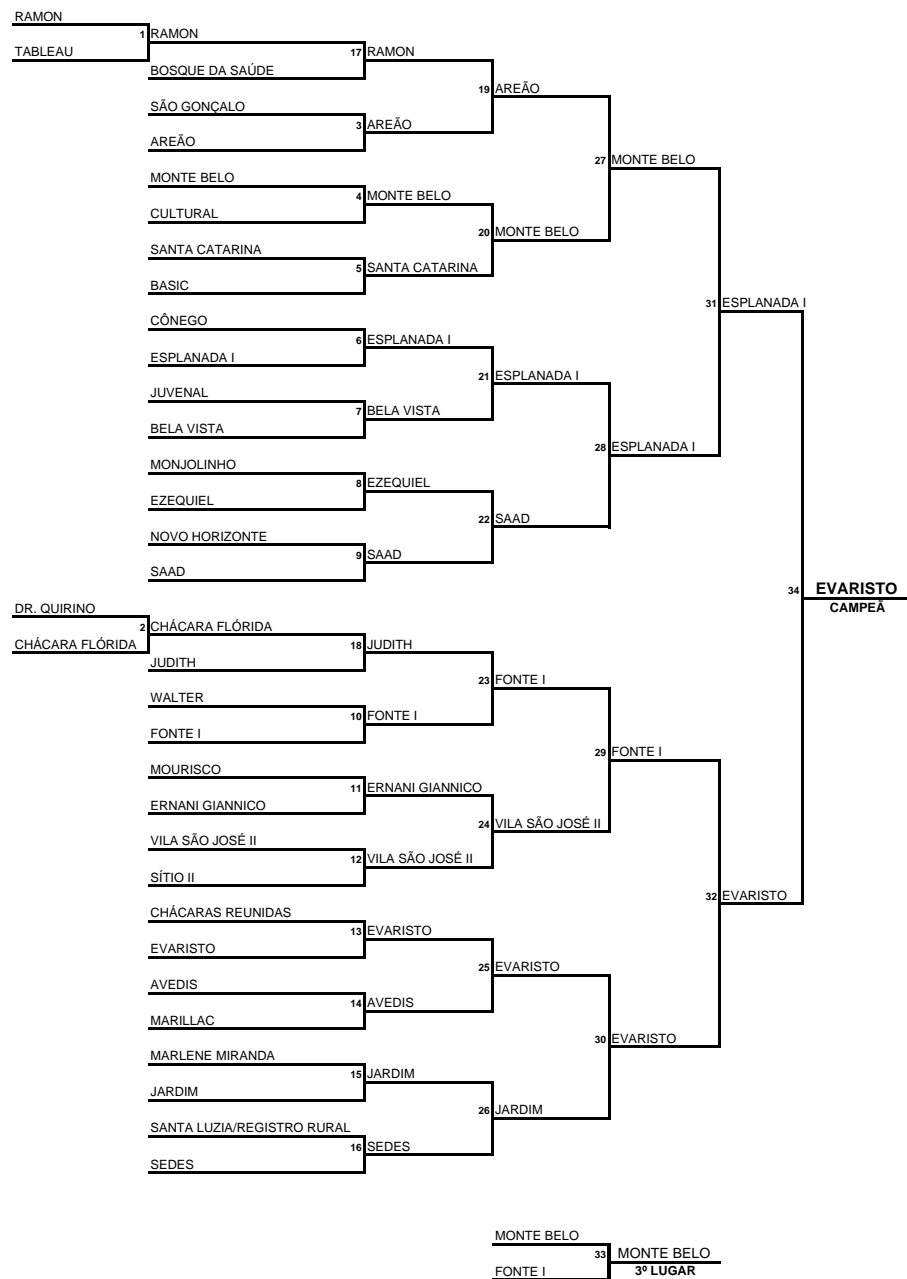 RAMON
1 RAMON
TABLEAU
17 RAMON
BOSQUE DA SAÚDE
19 AREÃO
SÃO GONÇALO
3 AREÃO
AREÃO
27 MONTE BELO
MONTE BELO
4 MONTE BELO
CULTURAL
20 MONTE BELO
SANTA CATARINA
5 SANTA CATARINA
BASIC
31 ESPLANADA I
CÔNEGO
6 ESPLANADA I
ESPLANADA I
21 ESPLANADA I
JUVENAL
7 BELA VISTA
BELA VISTA
28 ESPLANADA I
MONJOLINHO
8 EZEQUIEL
EZEQUIEL
22 SAAD
NOVO HORIZONTE
9 SAAD
SAAD
34 EVARISTO
CAMPEÃ
DR. QUIRINO
2 CHÁCARA FLÓRIDA
CHÁCARA FLÓRIDA
18 JUDITH
JUDITH
23 FONTE I
WALTER
10 FONTE I
FONTE I
29 FONTE I
MOURISCO
11 ERNANI GIANNICO
ERNANI GIANNICO
24 VILA SÃO JOSÉ II
VILA SÃO JOSÉ II
12 VILA SÃO JOSÉ II
SÍTIO II
32 EVARISTO
CHÁCARAS REUNIDAS
13 EVARISTO
EVARISTO
25 EVARISTO
AVEDIS
14 AVEDIS
MARILLAC
30 EVARISTO
MARLENE MIRANDA
15 JARDIM
JARDIM
26 JARDIM
SANTA LUZIA/REGISTRO RURAL
16 SEDES
SEDES
MONTE BELO
33 MONTE BELO
FONTE I
3º LUGAR